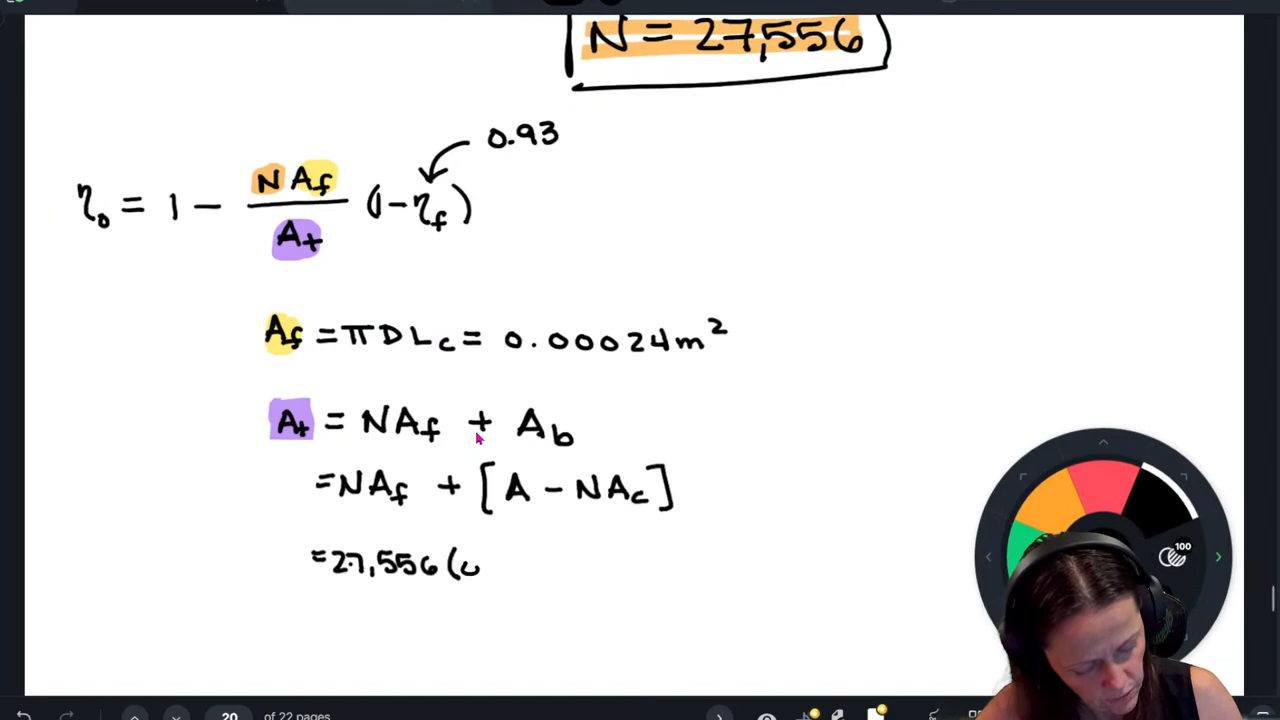 N = 27,556
0.93
η₀ = 1 - NA_f / A_t (1-η_f)
A_f = πDL_c = 0.00024m²
A_t = NA_f + A_b
= NA_f + [A - NA_c]
= 27,556 (0
100
20 of 22 pages